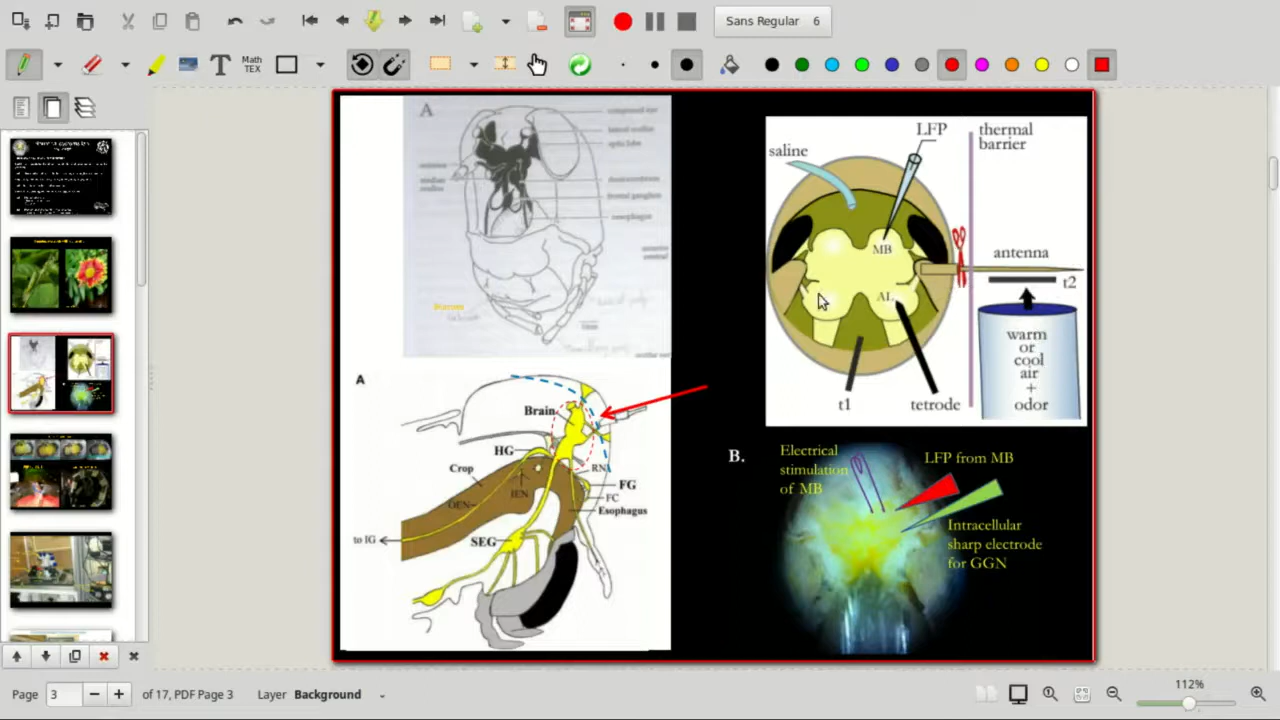 Sans Regular 6
Math
TEX
A
compound eye
lateral ocellus
optic lobe
antenna
median
ocellus
frontal ganglion
oesophagus
A
Brain
HG
Crop
IEN
OEN
RN
FG
FC
Esophagus
to IG
SEG
LFP
thermal
barrier
saline
MB
antenna
t2
AL
warm
or
cool
air
+
odor
t1
tetrode
B.
Electrical
stimulation
of MB
LFP from MB
Intracellular
sharp electrode
for GGN
Page 3 of 17, PDF Page 3 Layer Background
112%